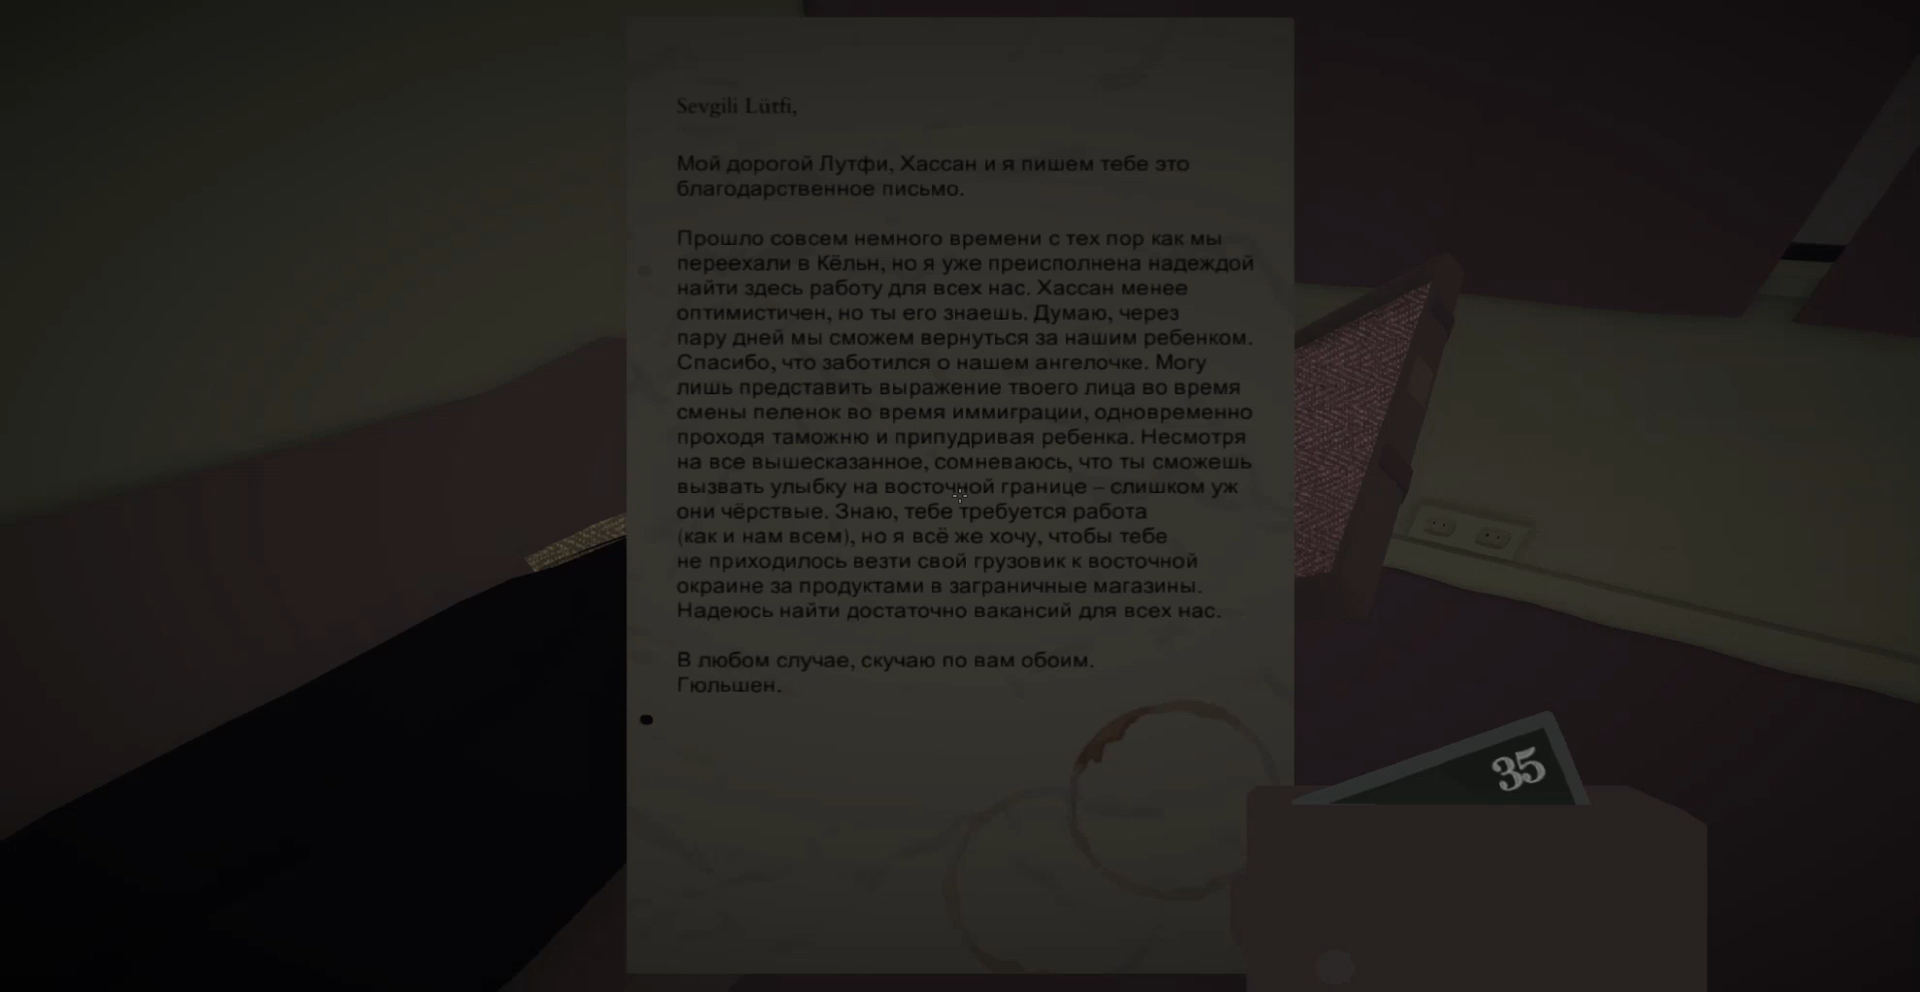 Sevgili Lütfi,
Мой дорогой Лутфи, Хассан и я пишем тебе это
благодарственное письмо.
Прошло совсем немного времени с тех пор как мы
переехали в Кёльн, но я уже преисполнена надеждой
найти здесь работу для всех нас. Хассан менее
оптимистичен, но ты его знаешь. Думаю, через
пару дней мы сможем вернуться за нашим ребенком.
Спасибо, что заботился о нашем ангелочке. Могу
лишь представить выражение твоего лица во время
смены пеленок во время иммиграции, одновременно
проходя таможню и припудривая ребенка. Несмотря
на все вышесказанное, сомневаюсь, что ты сможешь
вызвать улыбку на восточной границе – слишком уж
они чёрствые. Знаю, тебе требуется работа
(как и нам всем), но я всё же хочу, чтобы тебе
не приходилось везти свой грузовик к восточной
окраине за продуктами в заграничные магазины.
Надеюсь найти достаточно вакансий для всех нас.
В любом случае, скучаю по вам обоим.
Гюльшен.
35